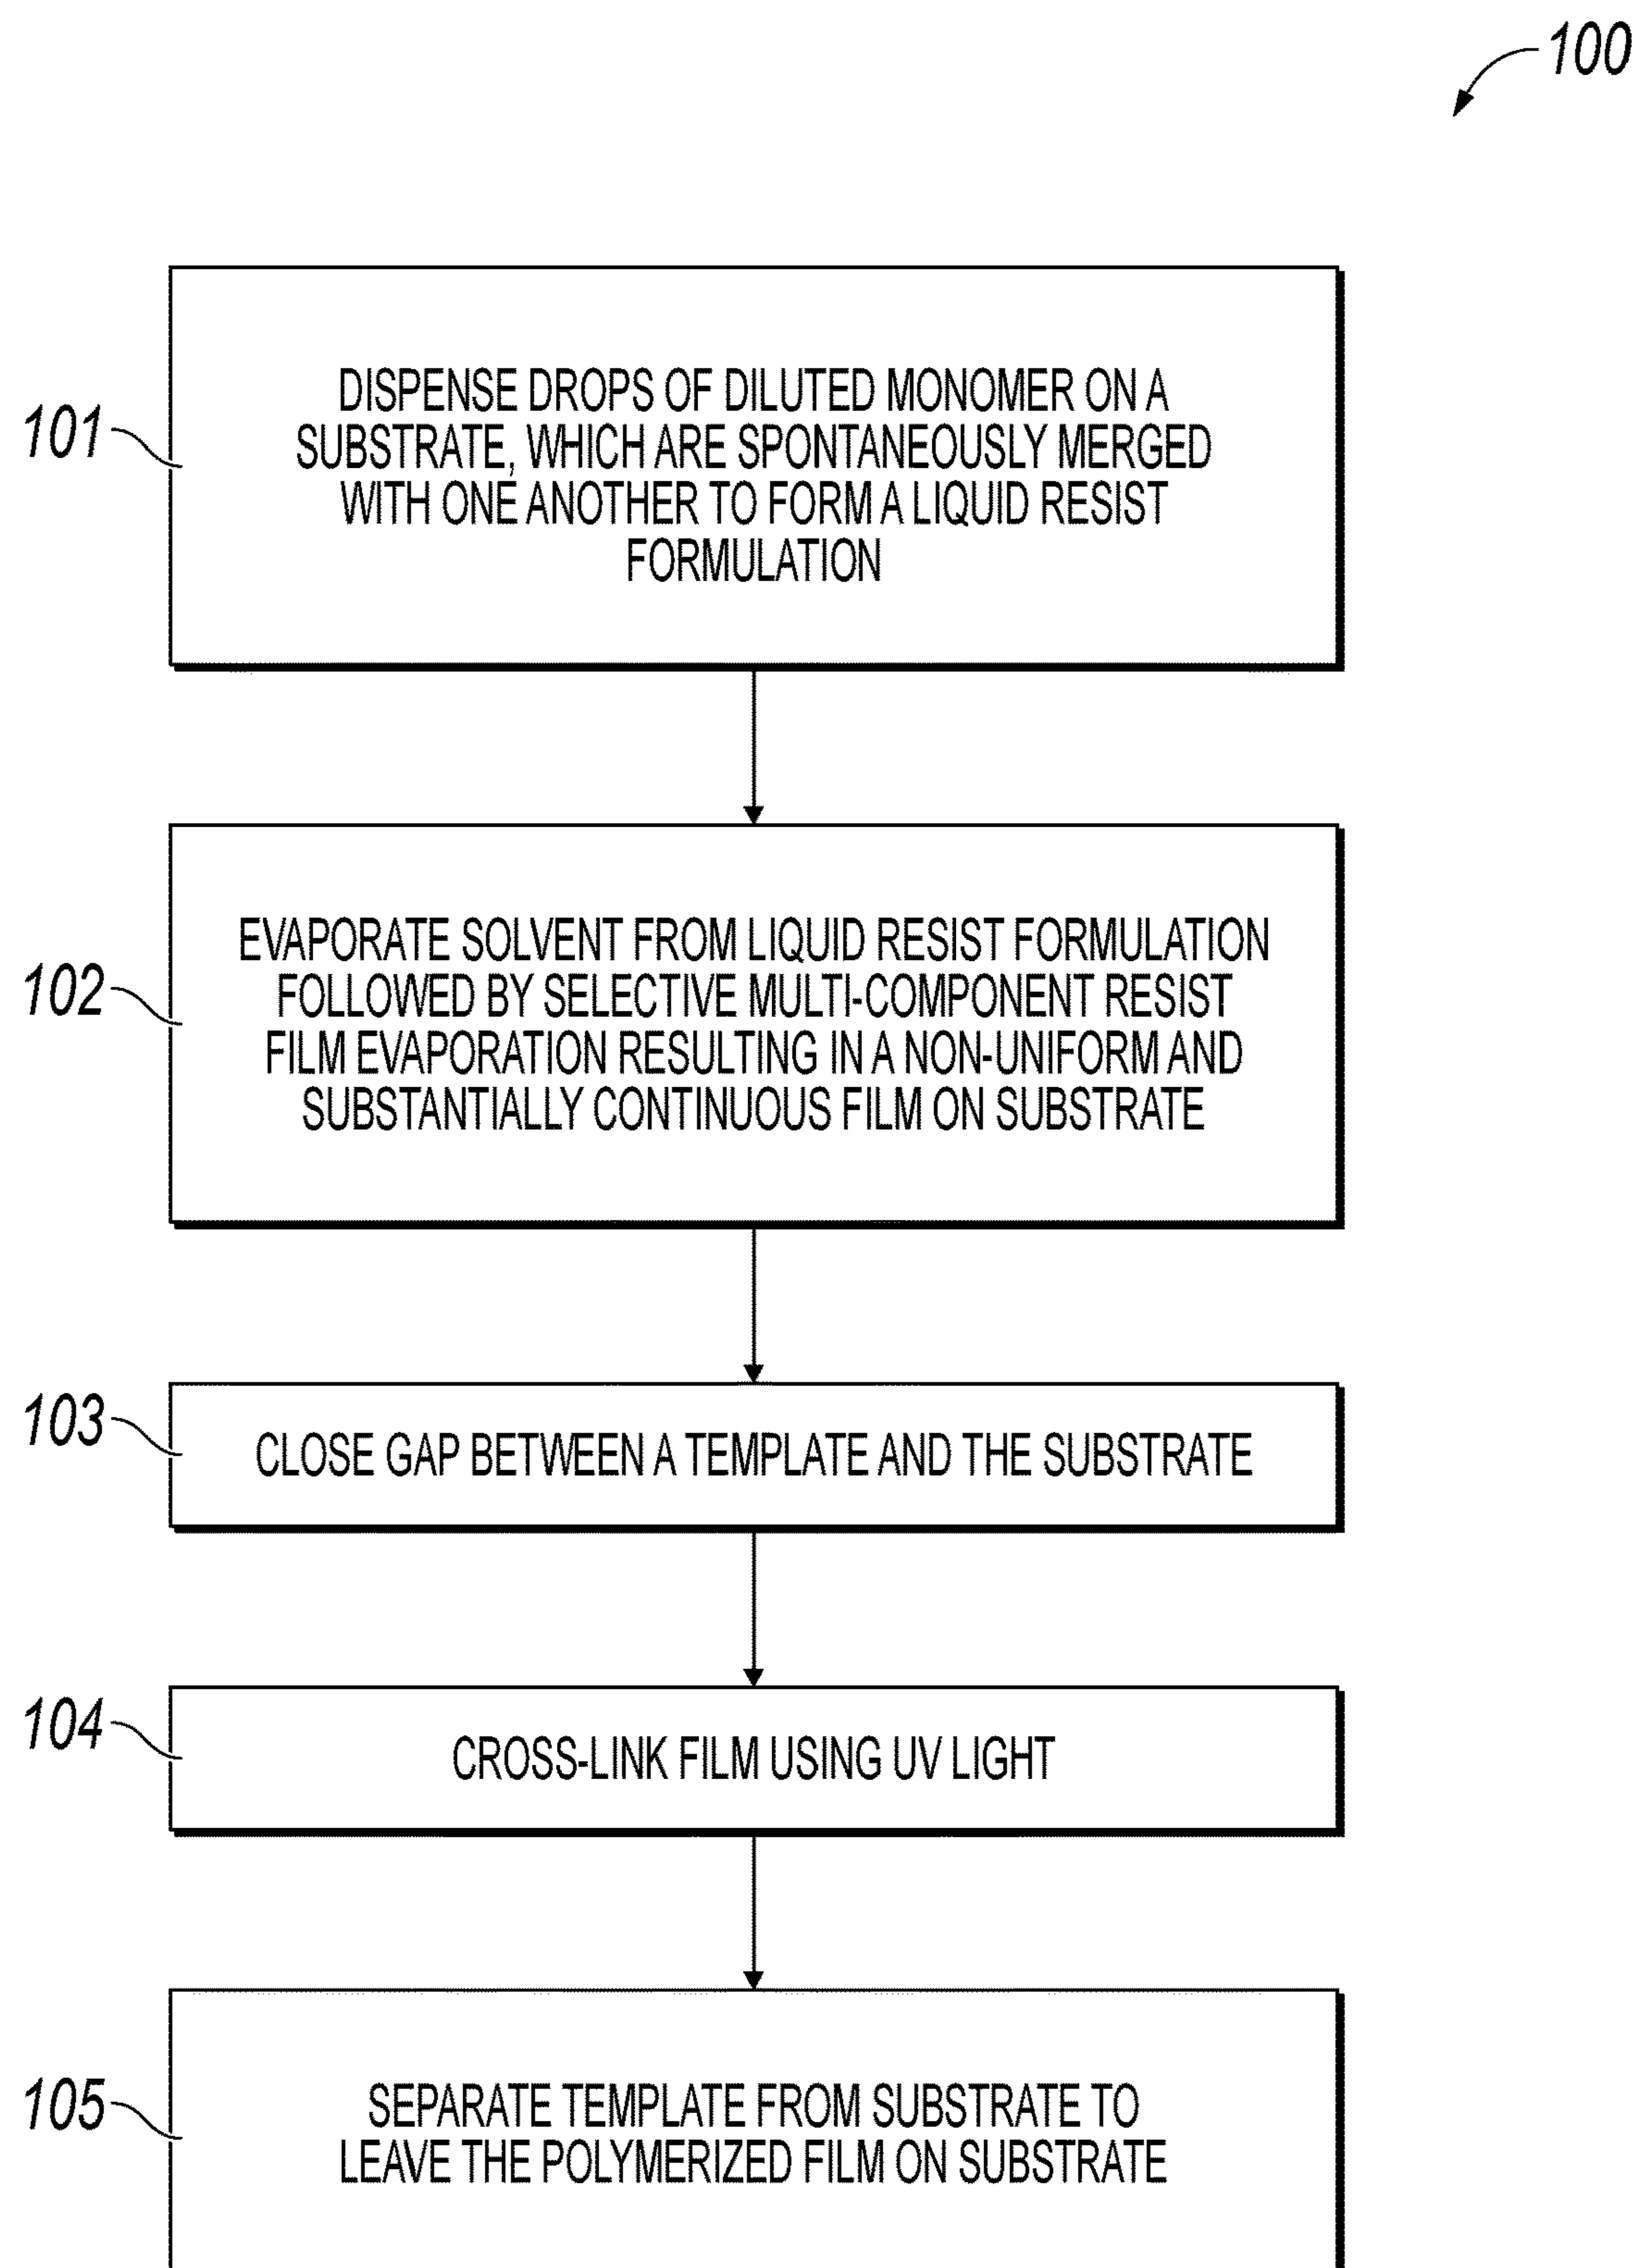 100
101
DISPENSE DROPS OF DILUTED MONOMER ON A
SUBSTRATE, WHICH ARE SPONTANEOUSLY MERGED
WITH ONE ANOTHER TO FORM A LIQUID RESIST
FORMULATION
102
EVAPORATE SOLVENT FROM LIQUID RESIST FORMULATION
FOLLOWED BY SELECTIVE MULTI-COMPONENT RESIST
FILM EVAPORATION RESULTING IN A NON-UNIFORM AND
SUBSTANTIALLY CONTINUOUS FILM ON SUBSTRATE
103
CLOSE GAP BETWEEN A TEMPLATE AND THE SUBSTRATE
104
CROSS-LINK FILM USING UV LIGHT
105
SEPARATE TEMPLATE FROM SUBSTRATE TO
LEAVE THE POLYMERIZED FILM ON SUBSTRATE